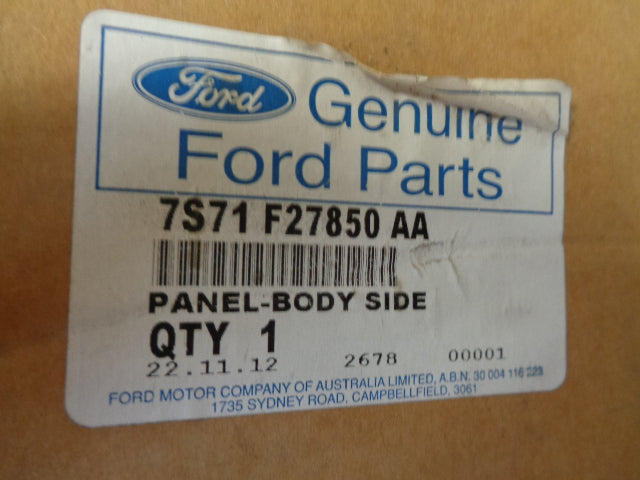 Ford Genuine
Ford Parts
7S71 F27850 AA
PANEL-BODY SIDE
QTY 1
22.11.12 2678 00001
FORD MOTOR COMPANY OF AUSTRALIA LIMITED, A.B.N. 30 004 116 223
1735 SYDNEY ROAD, CAMPBELLFIELD, 3061